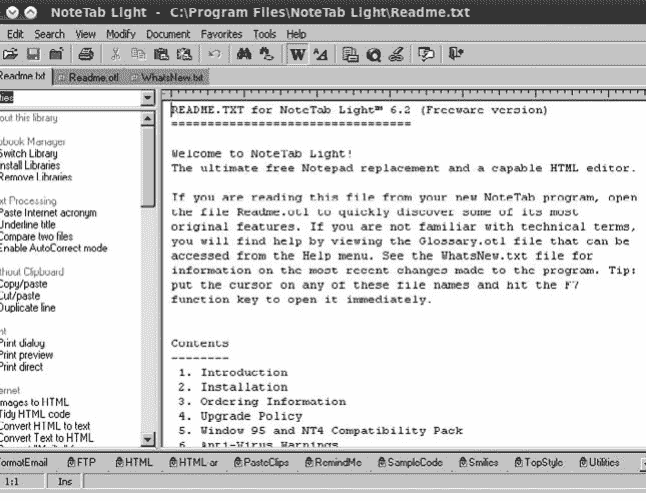 NoteTab Light - C:\Program Files\NoteTab Light\Readme.txt
Edit Search View Modify Document Favorites Tools Help
Readme.txt Readme.otl WhatsNew.txt
out this library
Switch Library
nstall Libraries
Remove Libraries
xt Processing
Paste Internet acronym
Underline title
Compare two files
Enable AutoCorrect mode
thout Clipboard
Copy/paste
Cut/paste
Duplicate line
Print dialog
Print preview
Print direct
ernet
mages to HTML
Tidy HTML code
Convert HTML to text
Convert Text to HTML
README.TXT for NoteTab Light™ 6.2 (Freeware version)
==================================
Welcome to NoteTab Light!
The ultimate free Notepad replacement and a capable HTML editor.
If you are reading this file from your new NoteTab program, open
the file Readme.otl to quickly discover some of its most
original features. If you are not familiar with technical terms,
you will find help by viewing the Glossary.otl file that can be
accessed from the Help menu. See the WhatsNew.txt file for
information on the most recent changes made to the program. Tip:
put the cursor on any of these file names and hit the F7
function key to open it immediately.
Contents
--------
1. Introduction
2. Installation
3. Ordering Information
4. Upgrade Policy
5. Window 95 and NT4 Compatibility Pack
6. Anti-Virus Warnings
ormatEmail FTP HTML HTML ar PasteClips RemindMe SampleCode Smilies TopStyle Utilities
1:1 Ins